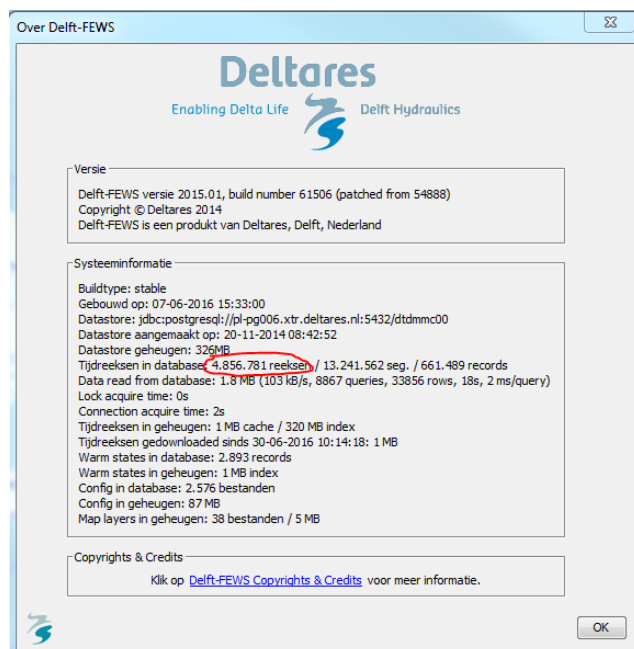 Over Delft-FEWS
Deltares
Enabling Delta Life
Delft Hydraulics
Versie
Delft-FEWS versie 2015.01, build number 61506 (patched from 54888)
Copyright © Deltares 2014
Delft-FEWS is een produkt van Deltares, Delft, Nederland
Systeeminformatie
Buildtype: stable
Gebouwd op: 07-06-2016 15:33:00
Datastore: jdbc:postgresql://pl-pg006.xtr.deltares.nl:5432/dtdmmc00
Datastore aangemaakt op: 20-11-2014 08:42:52
Datastore geheugen: 326MB
Tijdreeksen in database: 4.856.781 reeksen / 13.241.562 seg. / 661.489 records
Data read from database: 1.8 MB (103 kB/s, 8867 queries, 33856 rows, 18s, 2 ms/query)
Lock acquire time: 0s
Connection acquire time: 2s
Tijdreeksen in geheugen: 1 MB cache / 320 MB index
Tijdreeksen gedownloaded sinds 30-06-2016 10:14:18: 1 MB
Warm states in database: 2.893 records
Warm states in geheugen: 1 MB index
Config in database: 2.576 bestanden
Config in geheugen: 87 MB
Map layers in geheugen: 38 bestanden / 5 MB
Copyrights & Credits
Klik op Delft-FEWS Copyrights & Credits voor meer informatie.
OK